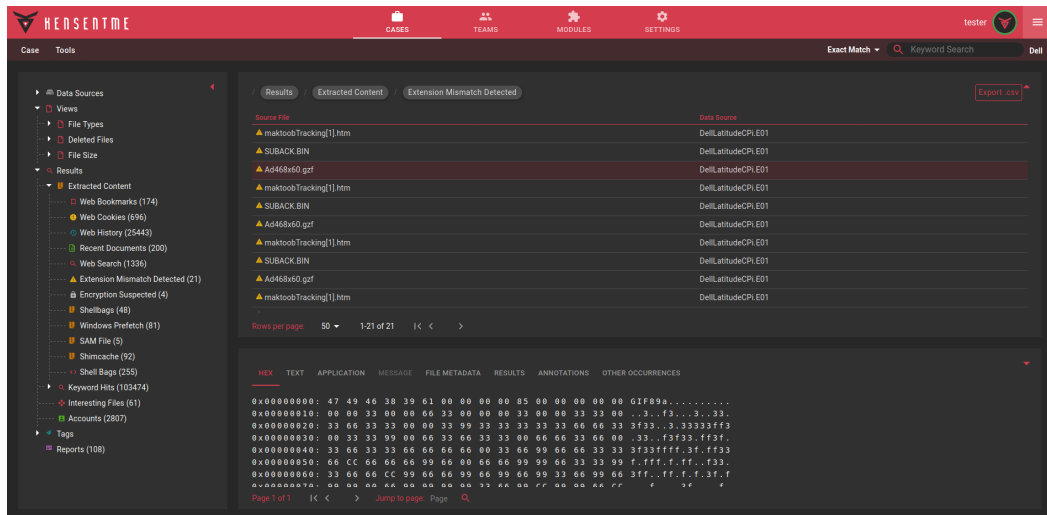 HENSENTME
CASES
TEAMS
MODULES
SETTINGS
tester
Case Tools
Exact Match
Keyword Search
Dell
Data Sources
Views
File Types
Deleted Files
File Size
Results
Extracted Content
Web Bookmarks (174)
Web Cookies (696)
Web History (25443)
Recent Documents (200)
Web Search (1336)
Extension Mismatch Detected (21)
Encryption Suspected (4)
Shellbags (48)
Windows Prefetch (81)
SAM File (5)
Shimcache (92)
Shell Bags (255)
Keyword Hits (103474)
Interesting Files (61)
Accounts (2807)
Tags
Reports (108)
/ Results / Extracted Content / Extension Mismatch Detected
Export .csv
Source File Data Source
maktoobTracking[1].htm DellLatitudeCPi.E01
SUBACK.BIN DellLatitudeCPi.E01
Ad468x60.gzf DellLatitudeCPi.E01
maktoobTracking[1].htm DellLatitudeCPi.E01
SUBACK.BIN DellLatitudeCPi.E01
Ad468x60.gzf DellLatitudeCPi.E01
maktoobTracking[1].htm DellLatitudeCPi.E01
SUBACK.BIN DellLatitudeCPi.E01
Ad468x60.gzf DellLatitudeCPi.E01
maktoobTracking[1].htm DellLatitudeCPi.E01
Rows per page: 50 1-21 of 21
HEX TEXT APPLICATION MESSAGE FILE METADATA RESULTS ANNOTATIONS OTHER OCCURRENCES
0x00000000: 47 49 46 38 39 61 00 00 00 00 85 00 00 00 00 00 GIF89a..........
0x00000010: 00 00 33 00 00 66 33 00 00 00 33 00 00 33 33 00 ..3..f3...3..33.
0x00000020: 33 66 33 33 00 00 33 99 33 33 33 33 33 66 66 33 3f33..3.33333ff3
0x00000030: 00 33 33 99 00 66 33 66 33 33 00 66 66 33 66 00 .33..f3f33.ff3f.
0x00000040: 33 66 33 33 66 66 66 66 00 33 66 99 66 66 33 33 3f33ffff.3f.ff33
0x00000050: 66 CC 66 66 66 99 66 00 66 66 99 99 66 33 33 99 f.fff.f.ff..f33.
0x00000060: 33 66 66 CC 99 66 66 99 66 99 66 99 33 66 99 66 3ff..ff.f.f.3f.f
Page 1 of 1 Jump to page: Page